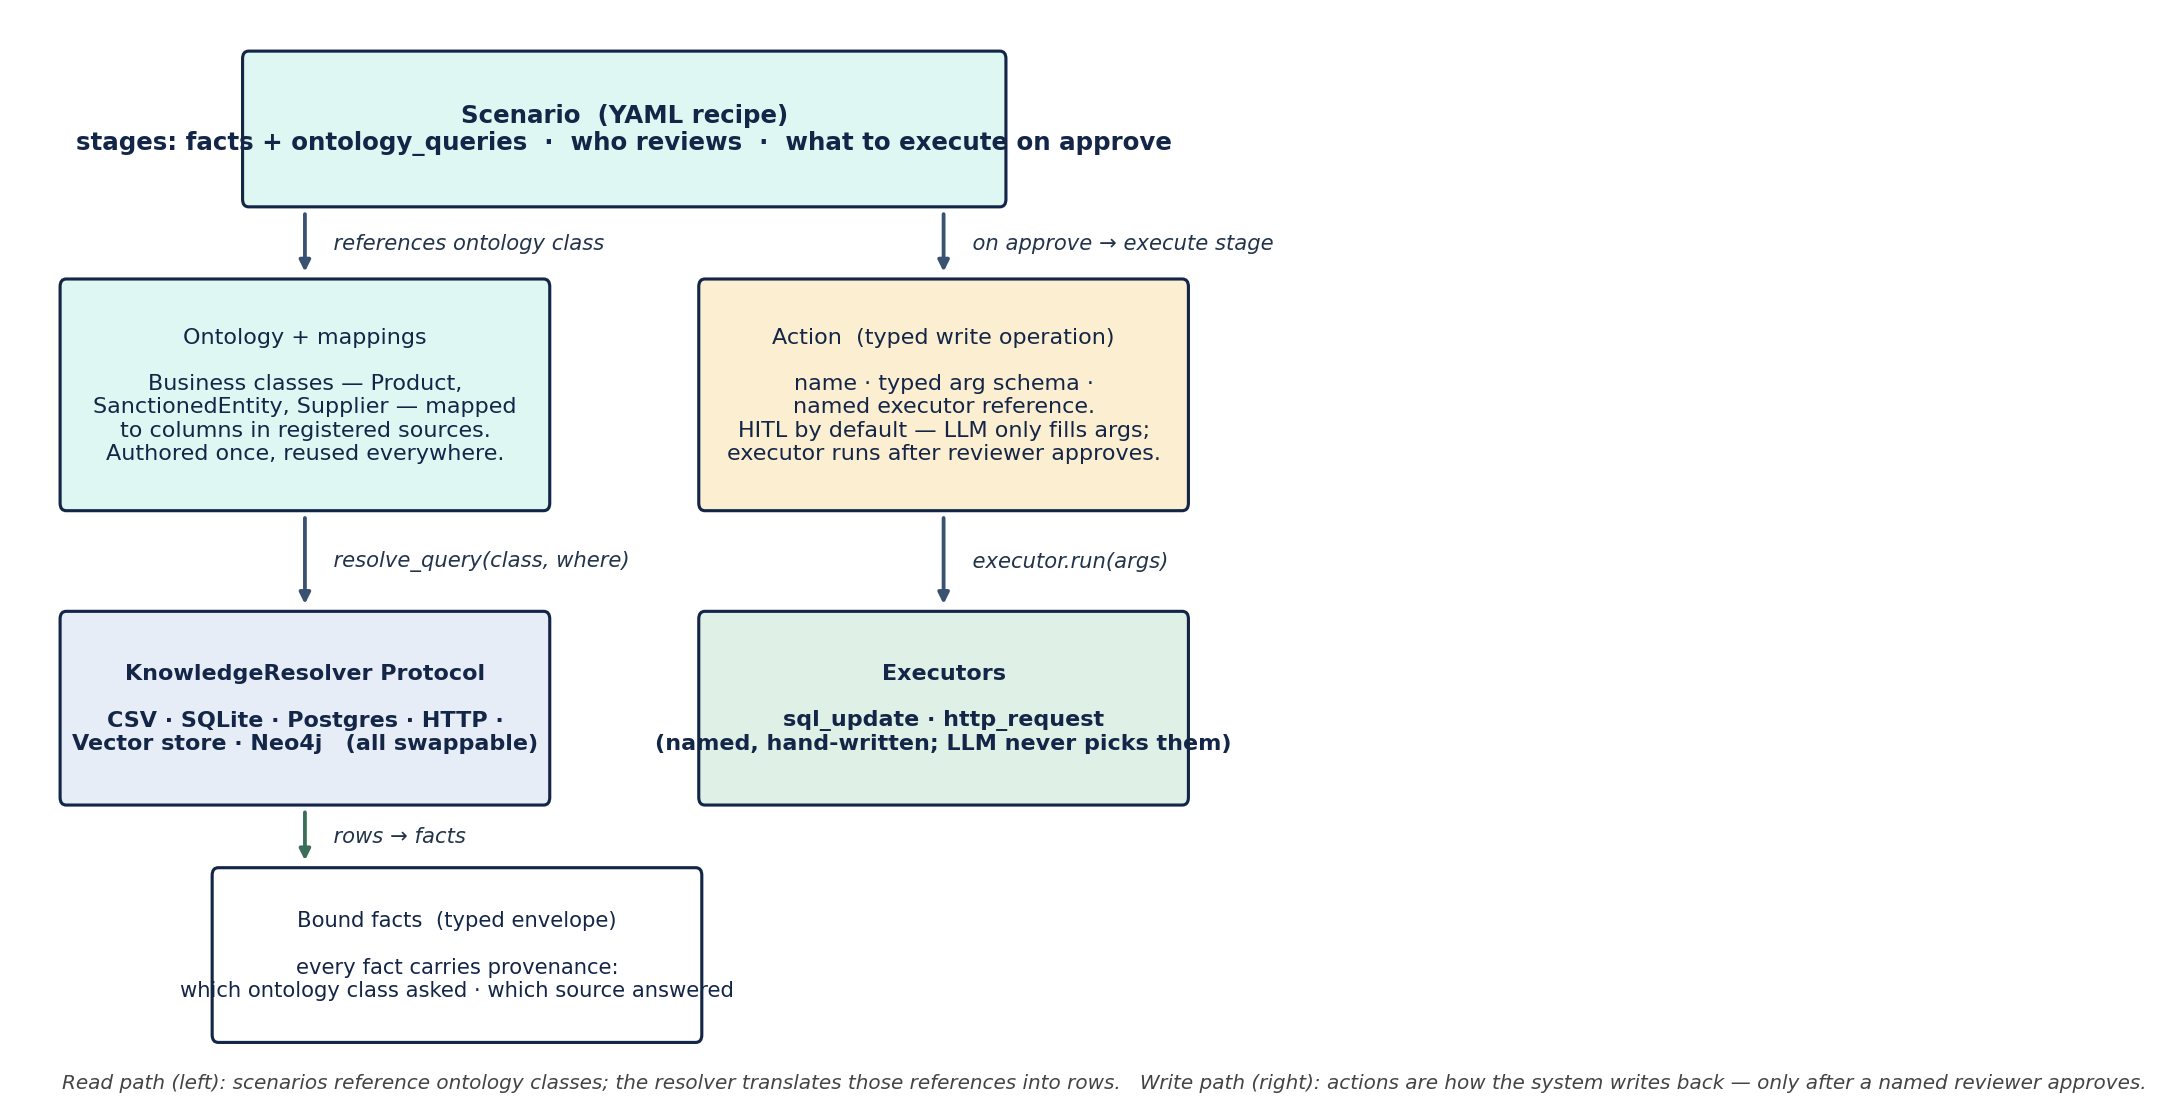 Scenario  (YAML recipe)
stages: facts + ontology_queries  ·  who reviews  ·  what to execute on approve
references ontology class
on approve → execute stage
Ontology + mappings
Business classes — Product,
SanctionedEntity, Supplier — mapped
to columns in registered sources.
Authored once, reused everywhere.
Action  (typed write operation)
name · typed arg schema ·
named executor reference.
HITL by default — LLM only fills args;
executor runs after reviewer approves.
resolve_query(class, where)
executor.run(args)
KnowledgeResolver Protocol
CSV · SQLite · Postgres · HTTP ·
Vector store · Neo4j   (all swappable)
Executors
sql_update · http_request
(named, hand-written; LLM never picks them)
rows → facts
Bound facts  (typed envelope)
every fact carries provenance:
which ontology class asked · which source answered
Read path (left): scenarios reference ontology classes; the resolver translates those references into rows.   Write path (right): actions are how the system writes back — only after a named reviewer approves.